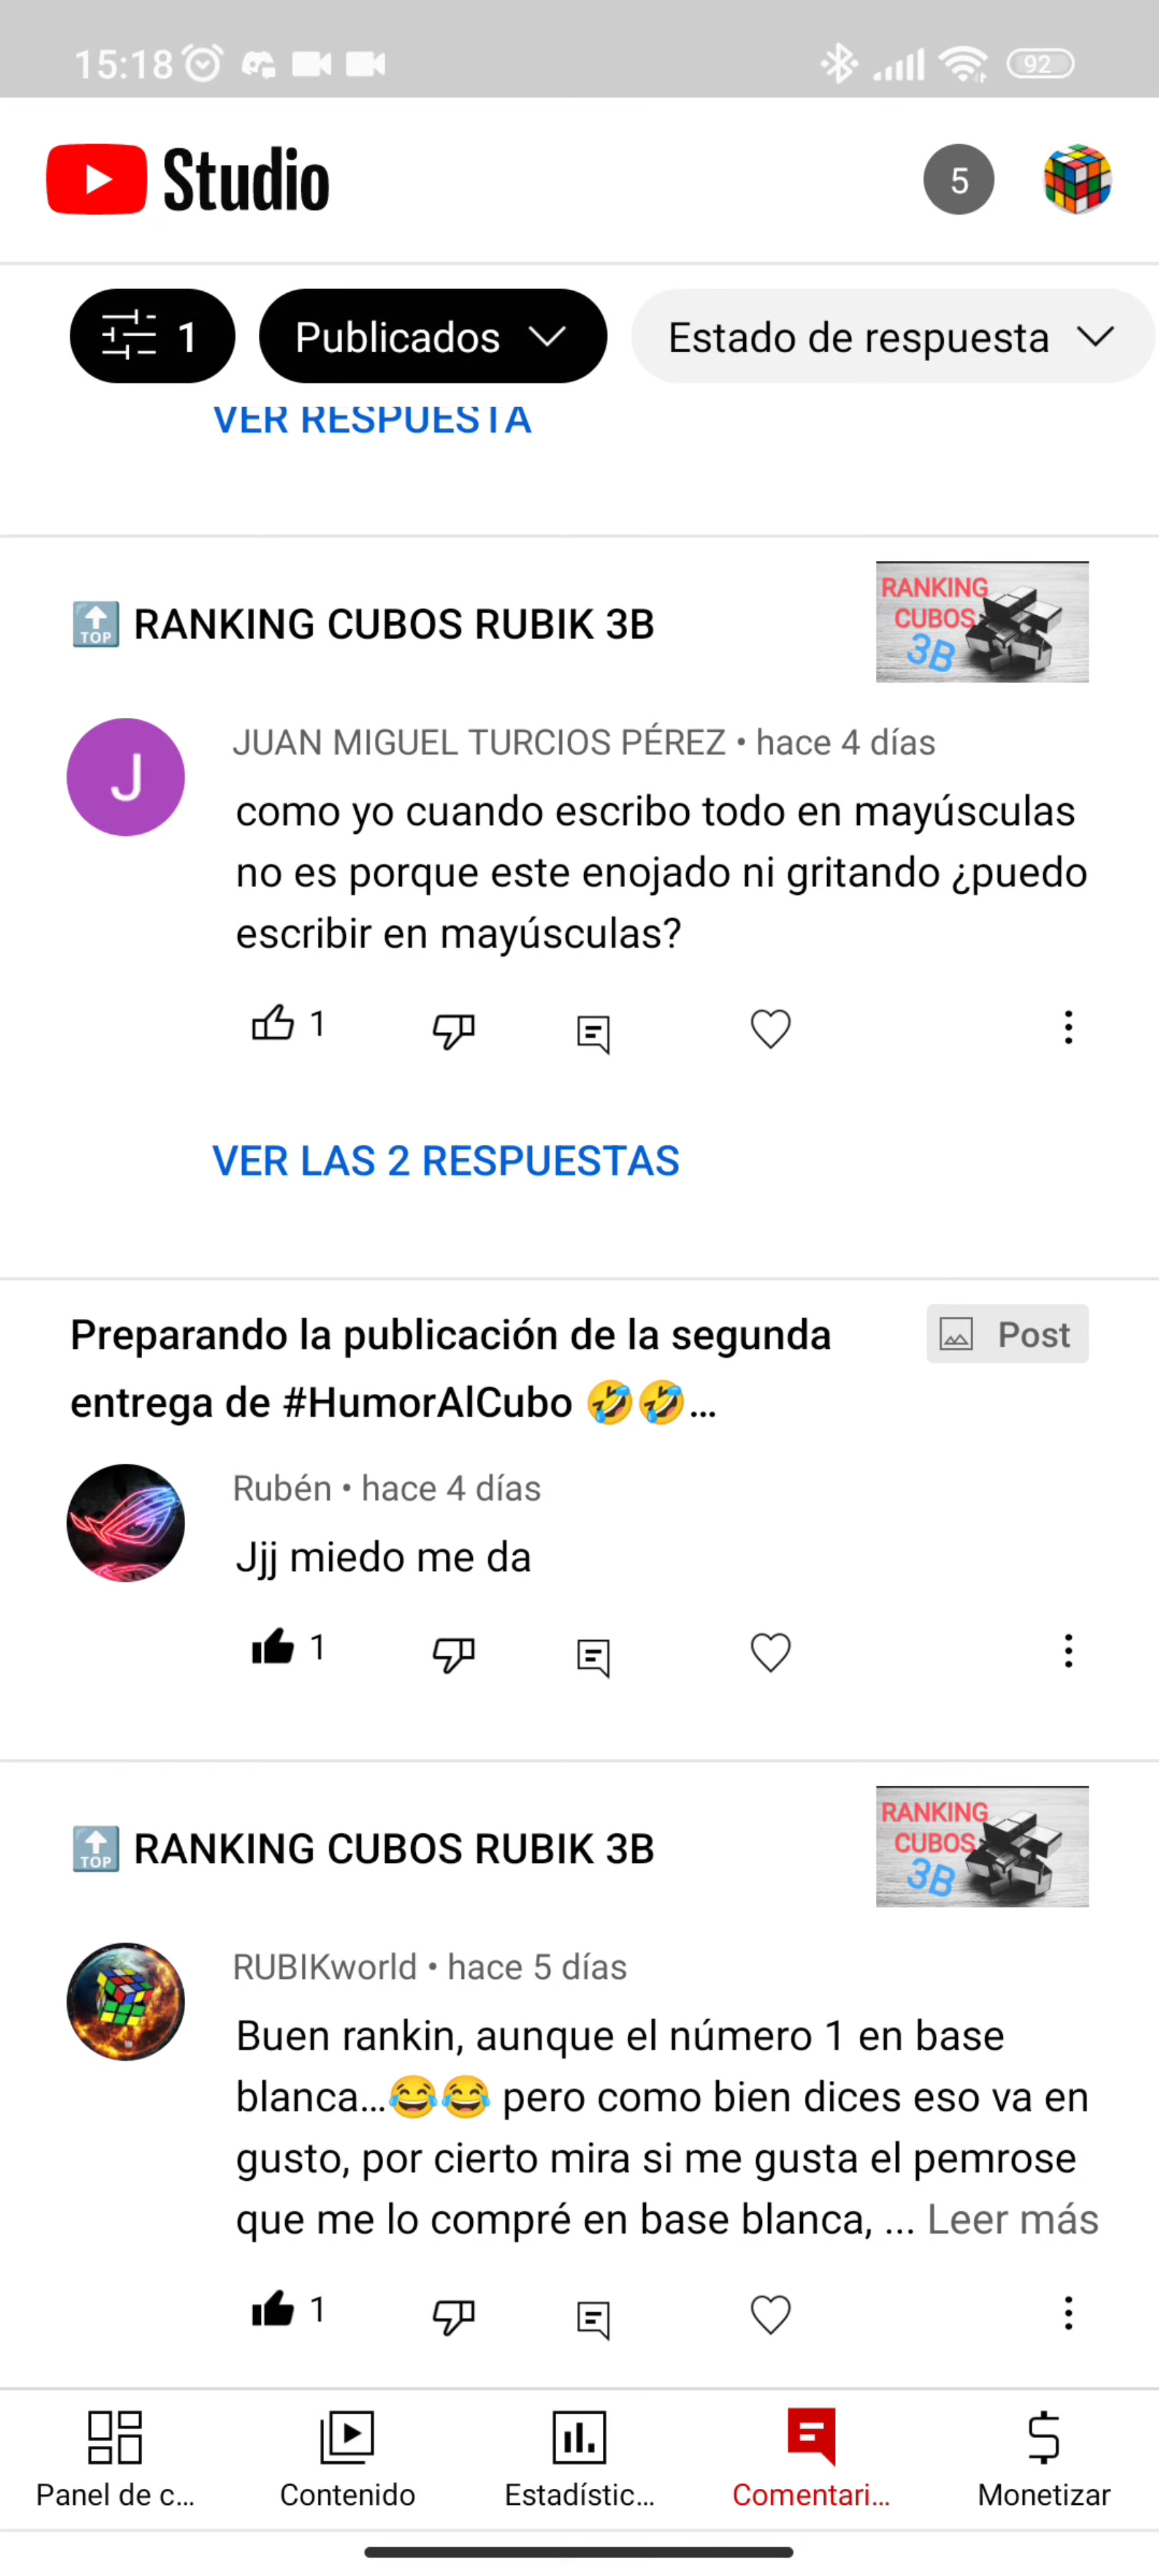 15:18
92
Studio
5
1
Publicados
Estado de respuesta
VER RESPUESTA
TOP RANKING CUBOS RUBIK 3B
RANKING
CUBOS
3B
J
JUAN MIGUEL TURCIOS PÉREZ • hace 4 días
como yo cuando escribo todo en mayúsculas
no es porque este enojado ni gritando ¿puedo
escribir en mayúsculas?
1
VER LAS 2 RESPUESTAS
Preparando la publicación de la segunda
entrega de #HumorAlCubo 🤣🤣...
Post
Rubén • hace 4 días
Jjj miedo me da
1
TOP RANKING CUBOS RUBIK 3B
RANKING
CUBOS
3B
RUBIKworld • hace 5 días
Buen rankin, aunque el número 1 en base
blanca...😂😂 pero como bien dices eso va en
gusto, por cierto mira si me gusta el pemrose
que me lo compré en base blanca, ... Leer más
1
Panel de c...
Contenido
Estadístic...
Comentari...
Monetizar